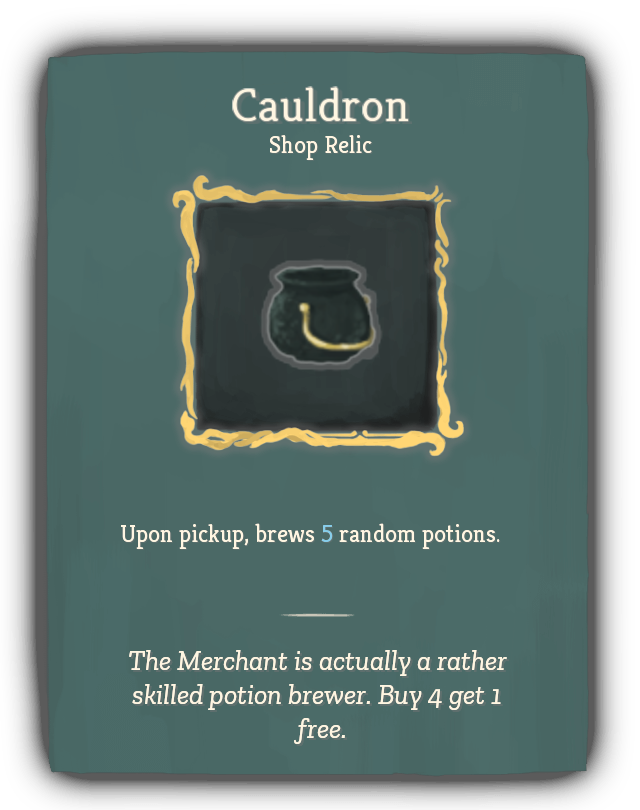 Cauldron
Shop Relic
Upon pickup, brews 5 random potions.
The Merchant is actually a rather
skilled potion brewer. Buy 4 get 1
free.